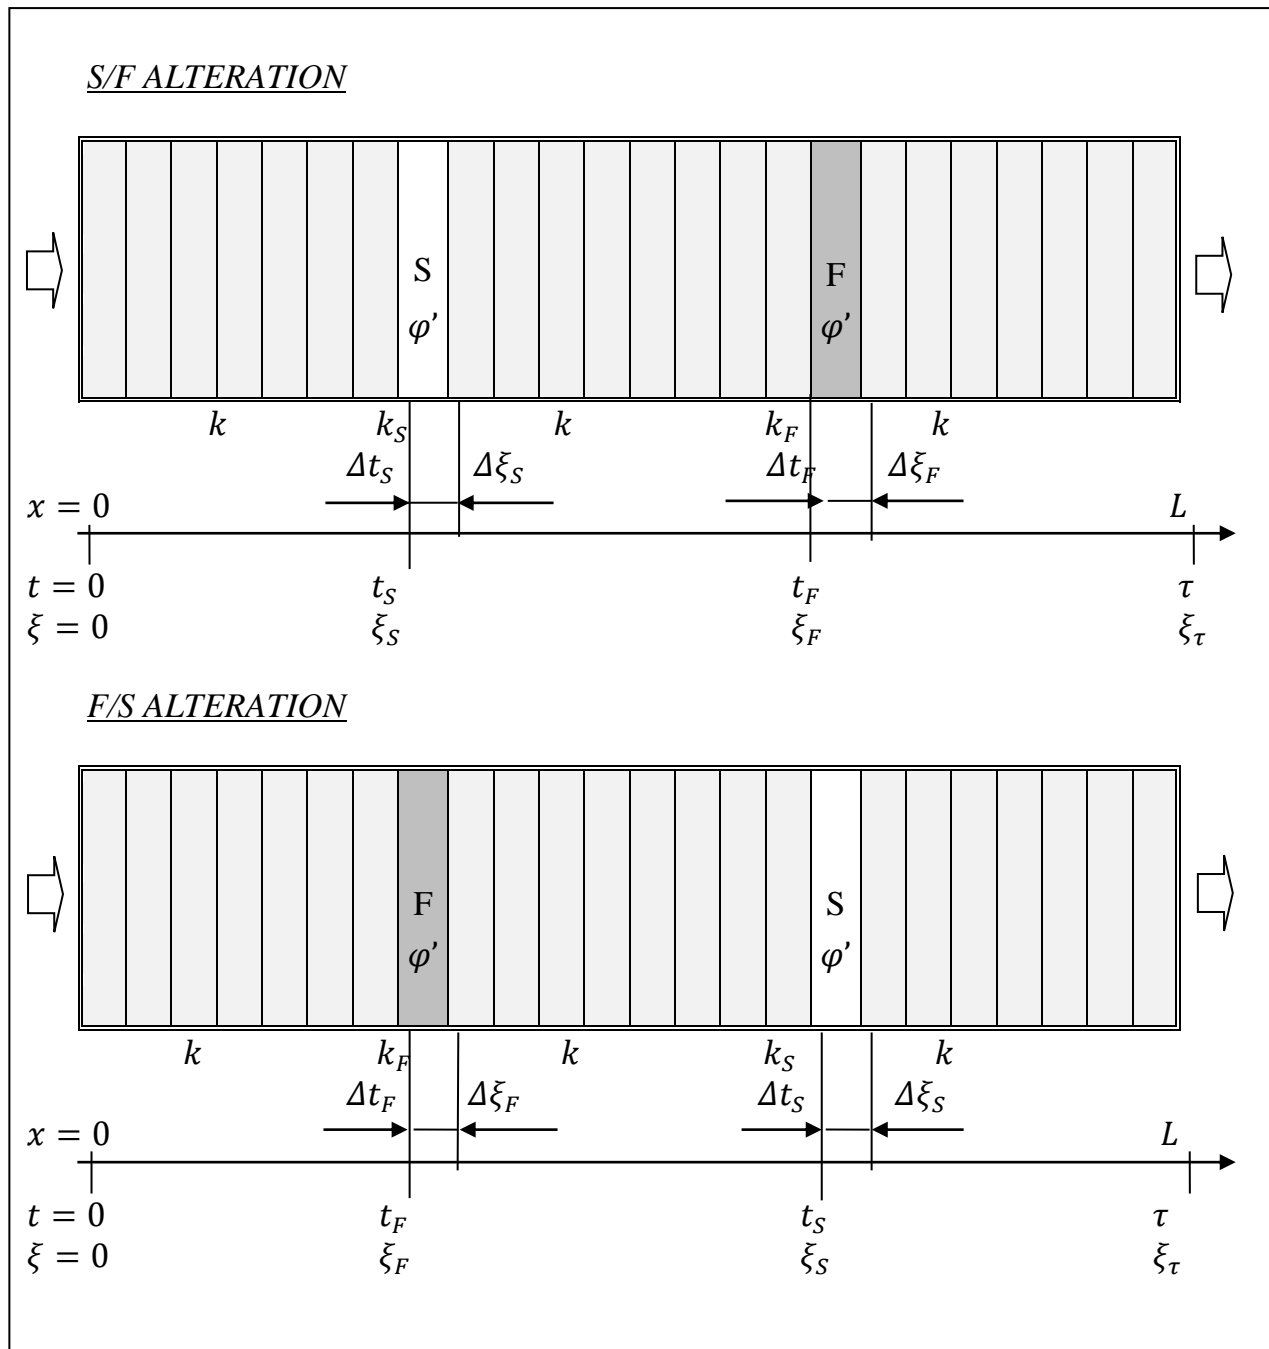 S/F ALTERATION
S F
φ’ φ’
k k_S k k_F k
Δt_S Δξ_S Δt_F Δξ_F
x = 0 L
t = 0 t_S t_F τ
ξ = 0 ξ_S ξ_F ξ_τ
F/S ALTERATION
F S
φ’ φ’
k k_F k k_S k
Δt_F Δξ_F Δt_S Δξ_S
x = 0 L
t = 0 t_F t_S τ
ξ = 0 ξ_F ξ_S ξ_τ